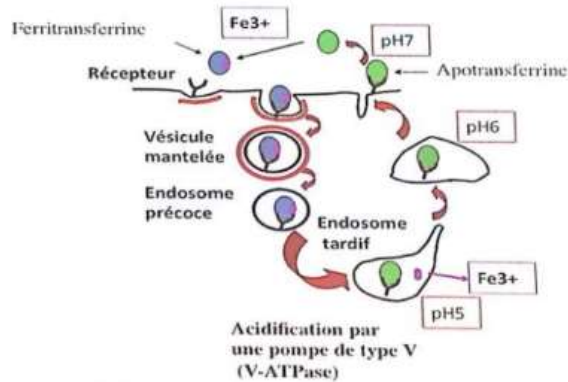 Ferritransferrine
Fe3+
pH7
Récepteur
Apotransferrine
pH6
Vésicule
mantelée
Endosome
précoce
Endosome
tardif
Fe3+
pH5
Acidification par
une pompe de type V
(V-ATPase)